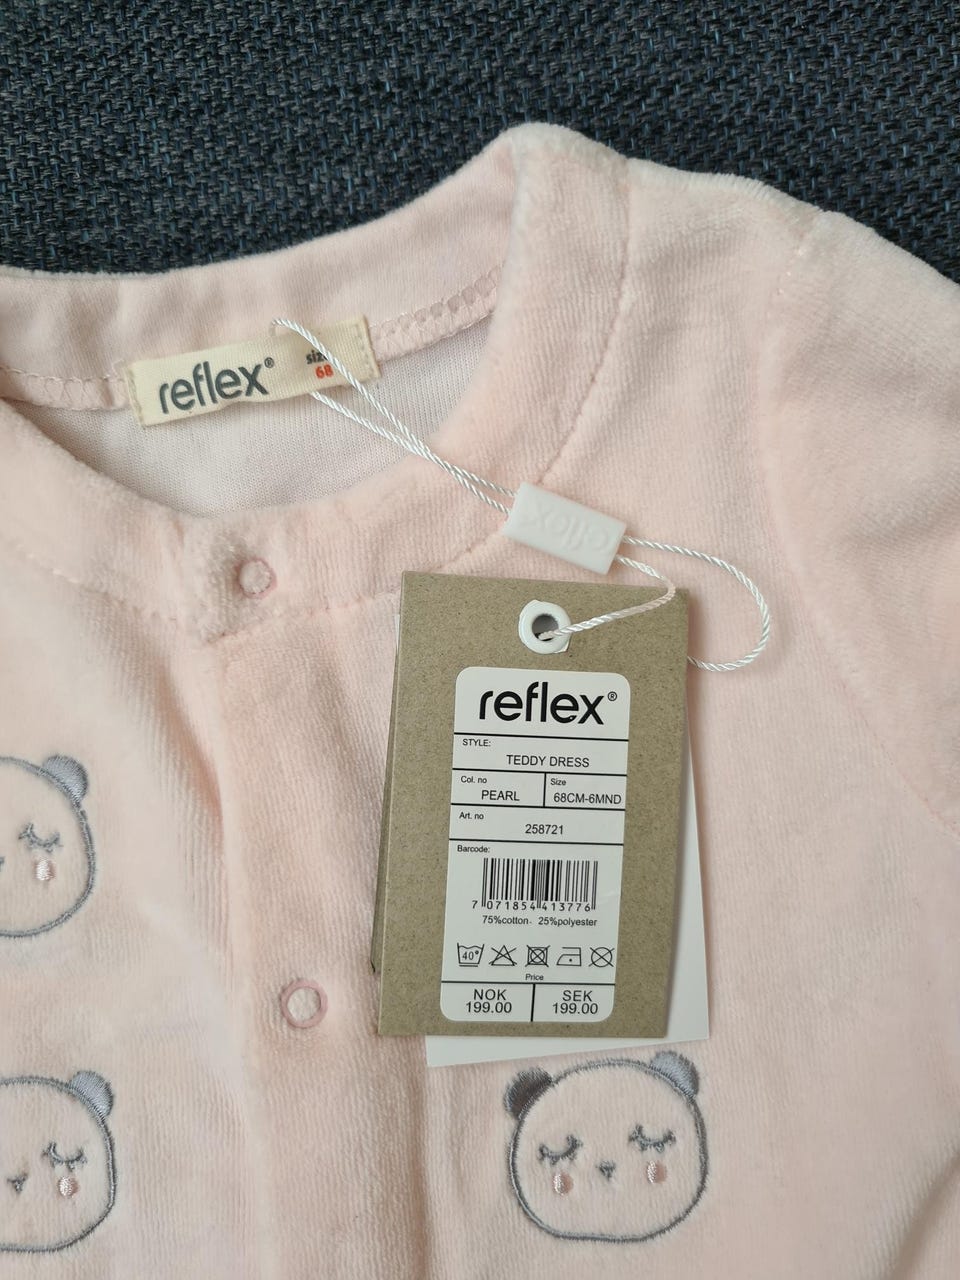 reflex®
size
68
reflex
reflex®
STYLE:
TEDDY DRESS
Col. no
PEARL
Size
68CM-6MND
Art. no
258721
Barcode:
7 071854 413776
75%cotton 25%polyester
40°
Price
NOK
199.00
SEK
199.00